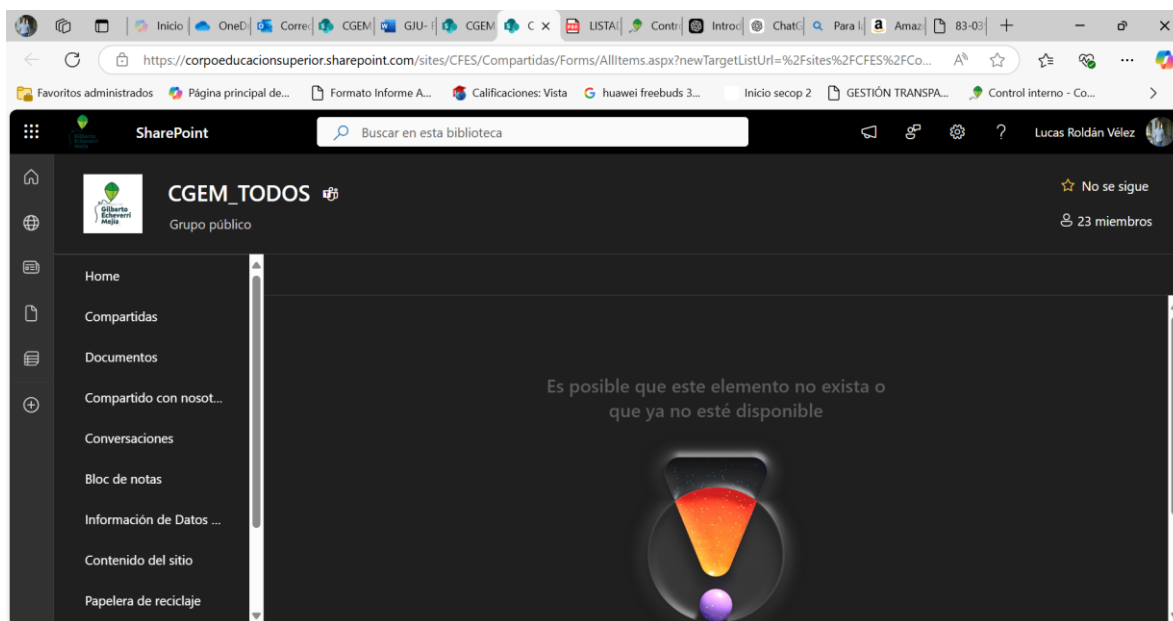 Inicio
OneD
Correc
CGEM
GJU- F
CGEM
C
LISTAI
Contr
Introd
ChatG
Para l
Amaz
83-03
https://corpoeducacionsuperior.sharepoint.com/sites/CFES/Compartidas/Forms/AllItems.aspx?newTargetListUrl=%2Fsites%2FCFES%2FCo...
Favoritos administrados
Página principal de...
Formato Informe A...
Calificaciones: Vista
huawei freebuds 3...
Inicio secop 2
GESTIÓN TRANSPA...
Control interno - Co...
SharePoint
Buscar en esta biblioteca
Lucas Roldán Vélez
Gilberto
Echeverri
Mejía
CGEM_TODOS
Grupo público
No se sigue
23 miembros
Home
Compartidas
Documentos
Compartido con nosot...
Conversaciones
Bloc de notas
Información de Datos ...
Contenido del sitio
Papelera de reciclaje
Es posible que este elemento no exista o
que ya no esté disponible